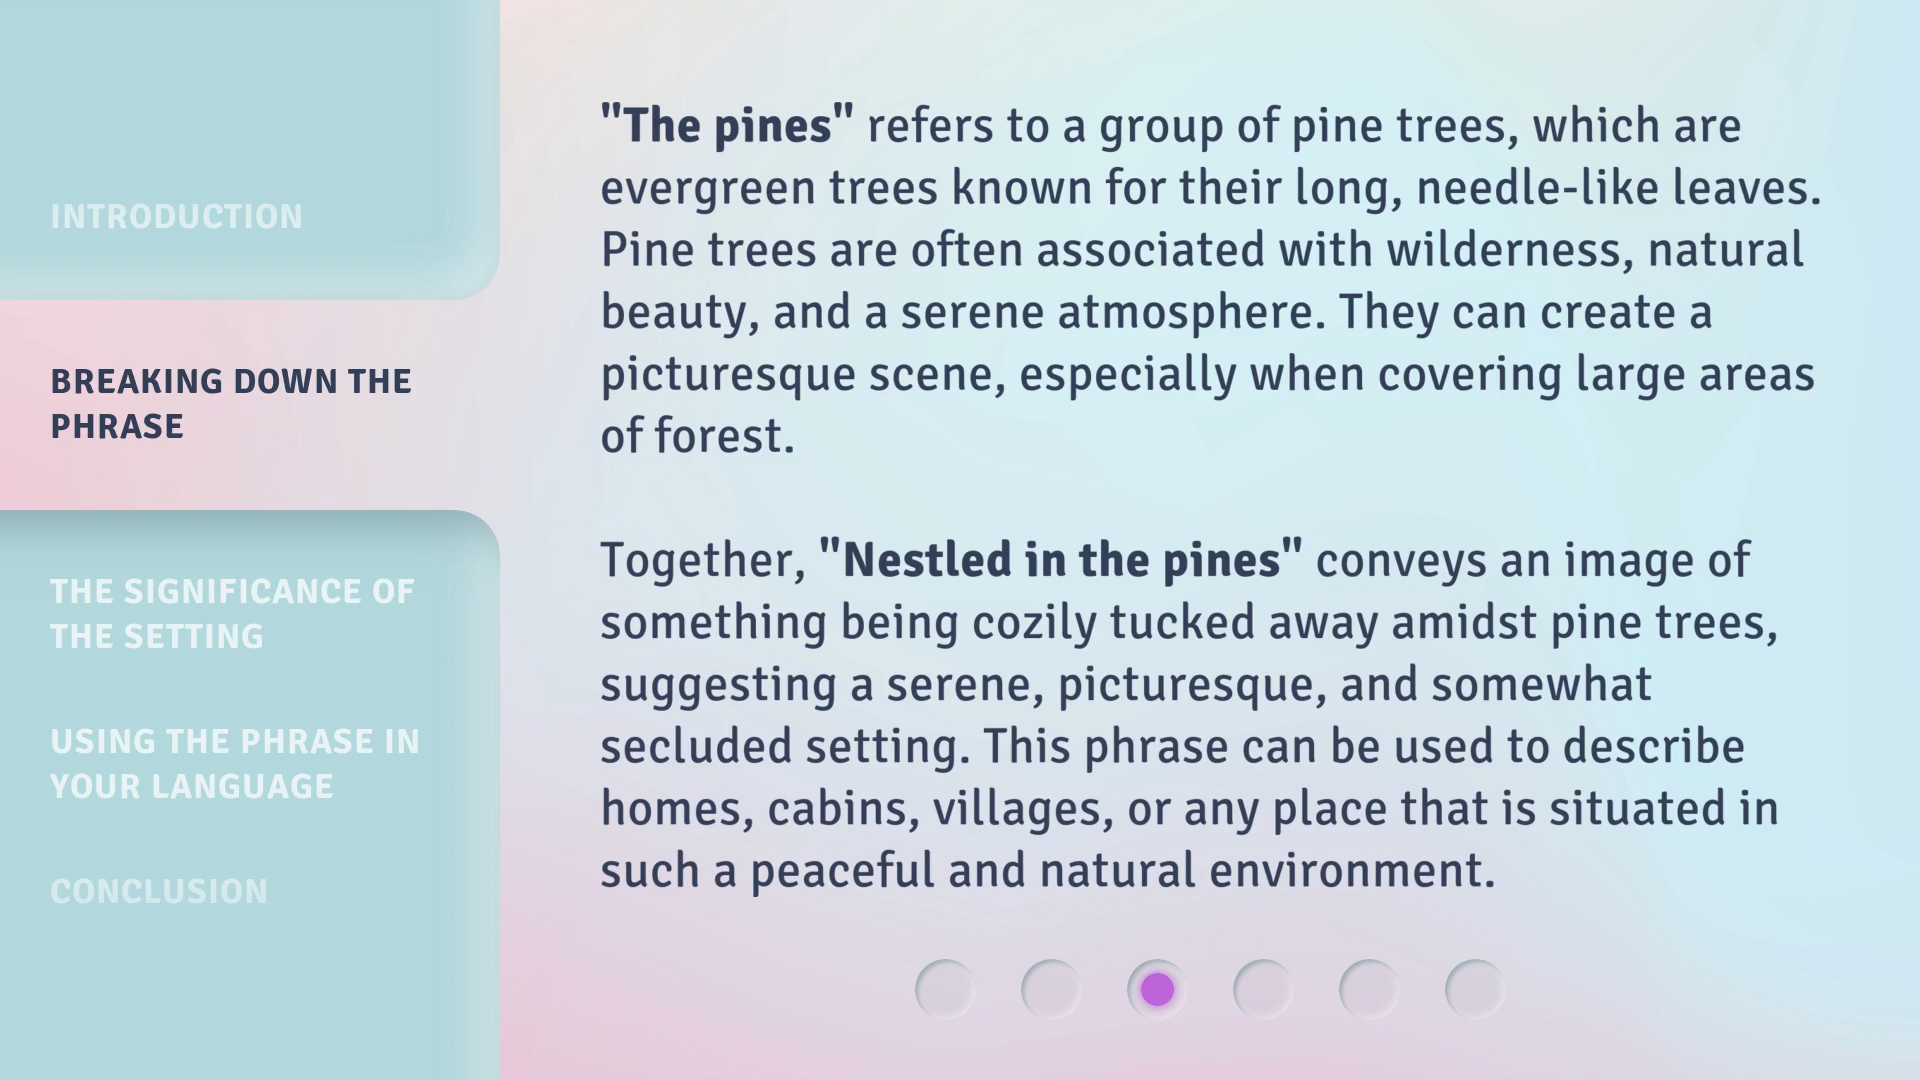 INTRODUCTION
BREAKING DOWN THE
PHRASE
THE SIGNIFICANCE OF
THE SETTING
USING THE PHRASE IN
YOUR LANGUAGE
CONCLUSION
"The pines" refers to a group of pine trees, which are
evergreen trees known for their long, needle-like leaves.
Pine trees are often associated with wilderness, natural
beauty, and a serene atmosphere. They can create a
picturesque scene, especially when covering large areas
of forest.
Together, "Nestled in the pines" conveys an image of
something being cozily tucked away amidst pine trees,
suggesting a serene, picturesque, and somewhat
secluded setting. This phrase can be used to describe
homes, cabins, villages, or any place that is situated in
such a peaceful and natural environment.